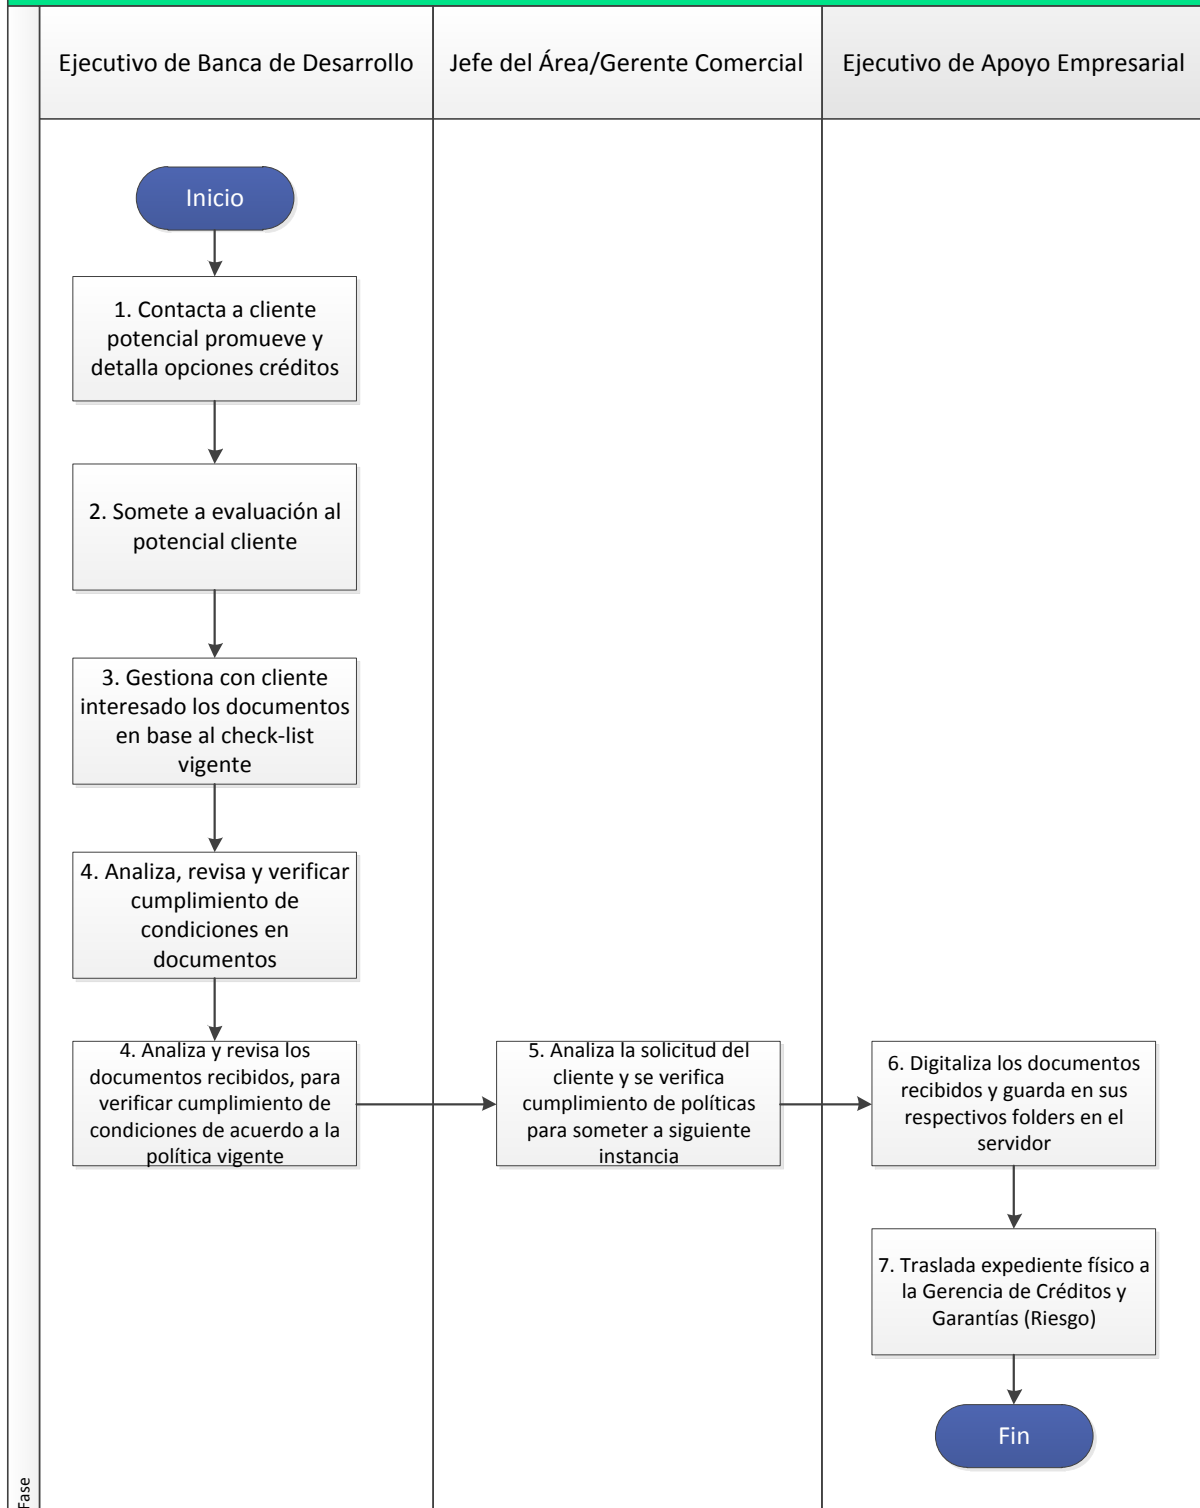 Ejecutivo de Banca de Desarrollo
Jefe del Área/Gerente Comercial
Ejecutivo de Apoyo Empresarial
Inicio
1. Contacta a cliente
potencial promueve y
detalla opciones créditos
2. Somete a evaluación al
potencial cliente
3. Gestiona con cliente
interesado los documentos
en base al check-list
vigente
4. Analiza, revisa y verificar
cumplimiento de
condiciones en
documentos
4. Analiza y revisa los
documentos recibidos, para
verificar cumplimiento de
condiciones de acuerdo a la
política vigente
5. Analiza la solicitud del
cliente y se verifica
cumplimiento de políticas
para someter a siguiente
instancia
6. Digitaliza los documentos
recibidos y guarda en sus
respectivos folders en el
servidor
7. Traslada expediente físico a
la Gerencia de Créditos y
Garantías (Riesgo)
Fin
Fase